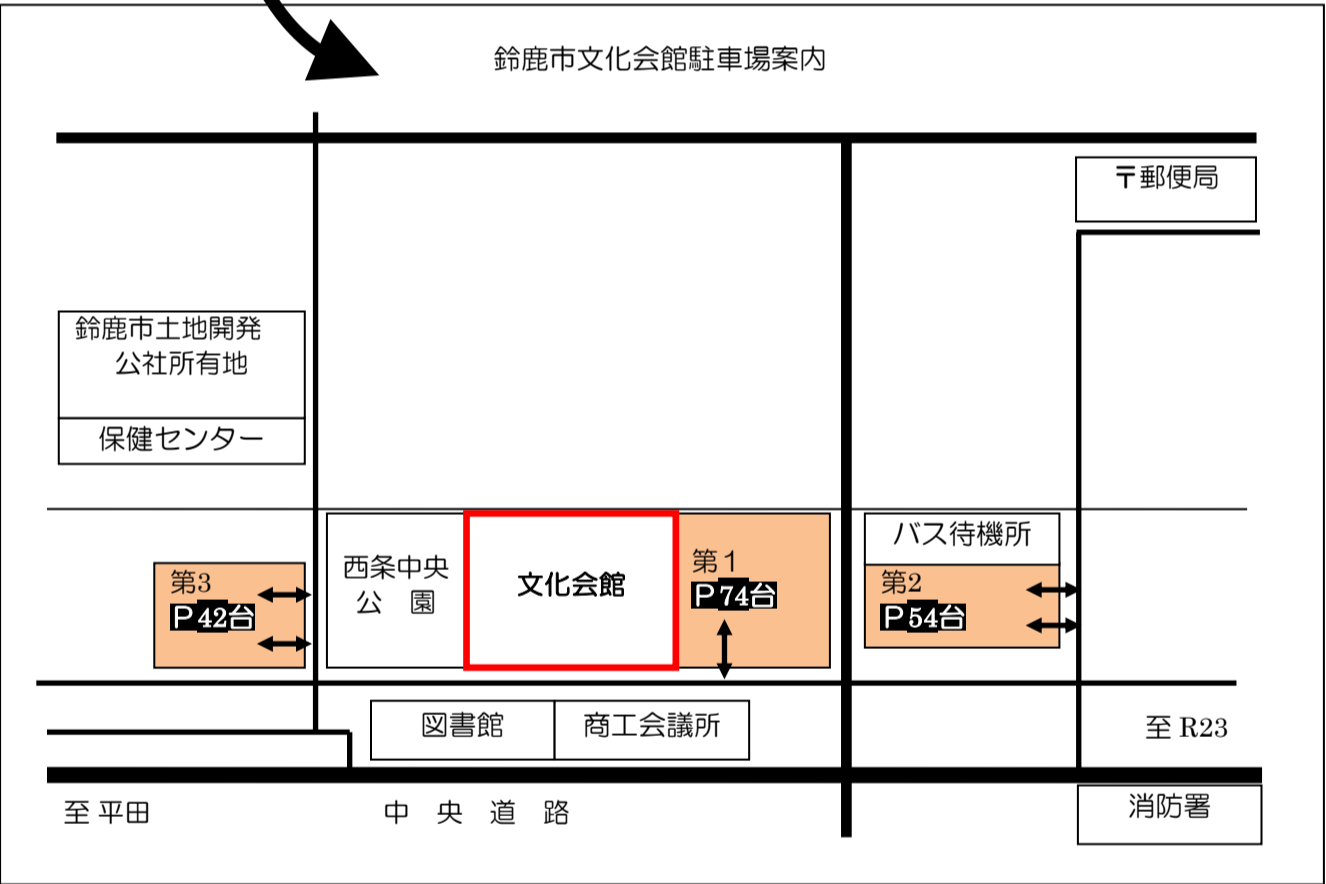 鈴鹿市文化会館駐車場案内
〒郵便局
鈴鹿市土地開発
公社所有地
保健センター
西条中央
公 園
文化会館
第１
Ｐ74台
バス待機所
第2
Ｐ54台
第3
Ｐ42台
図書館
商工会議所
至 R23
至 平田
中 央 道 路
消防署